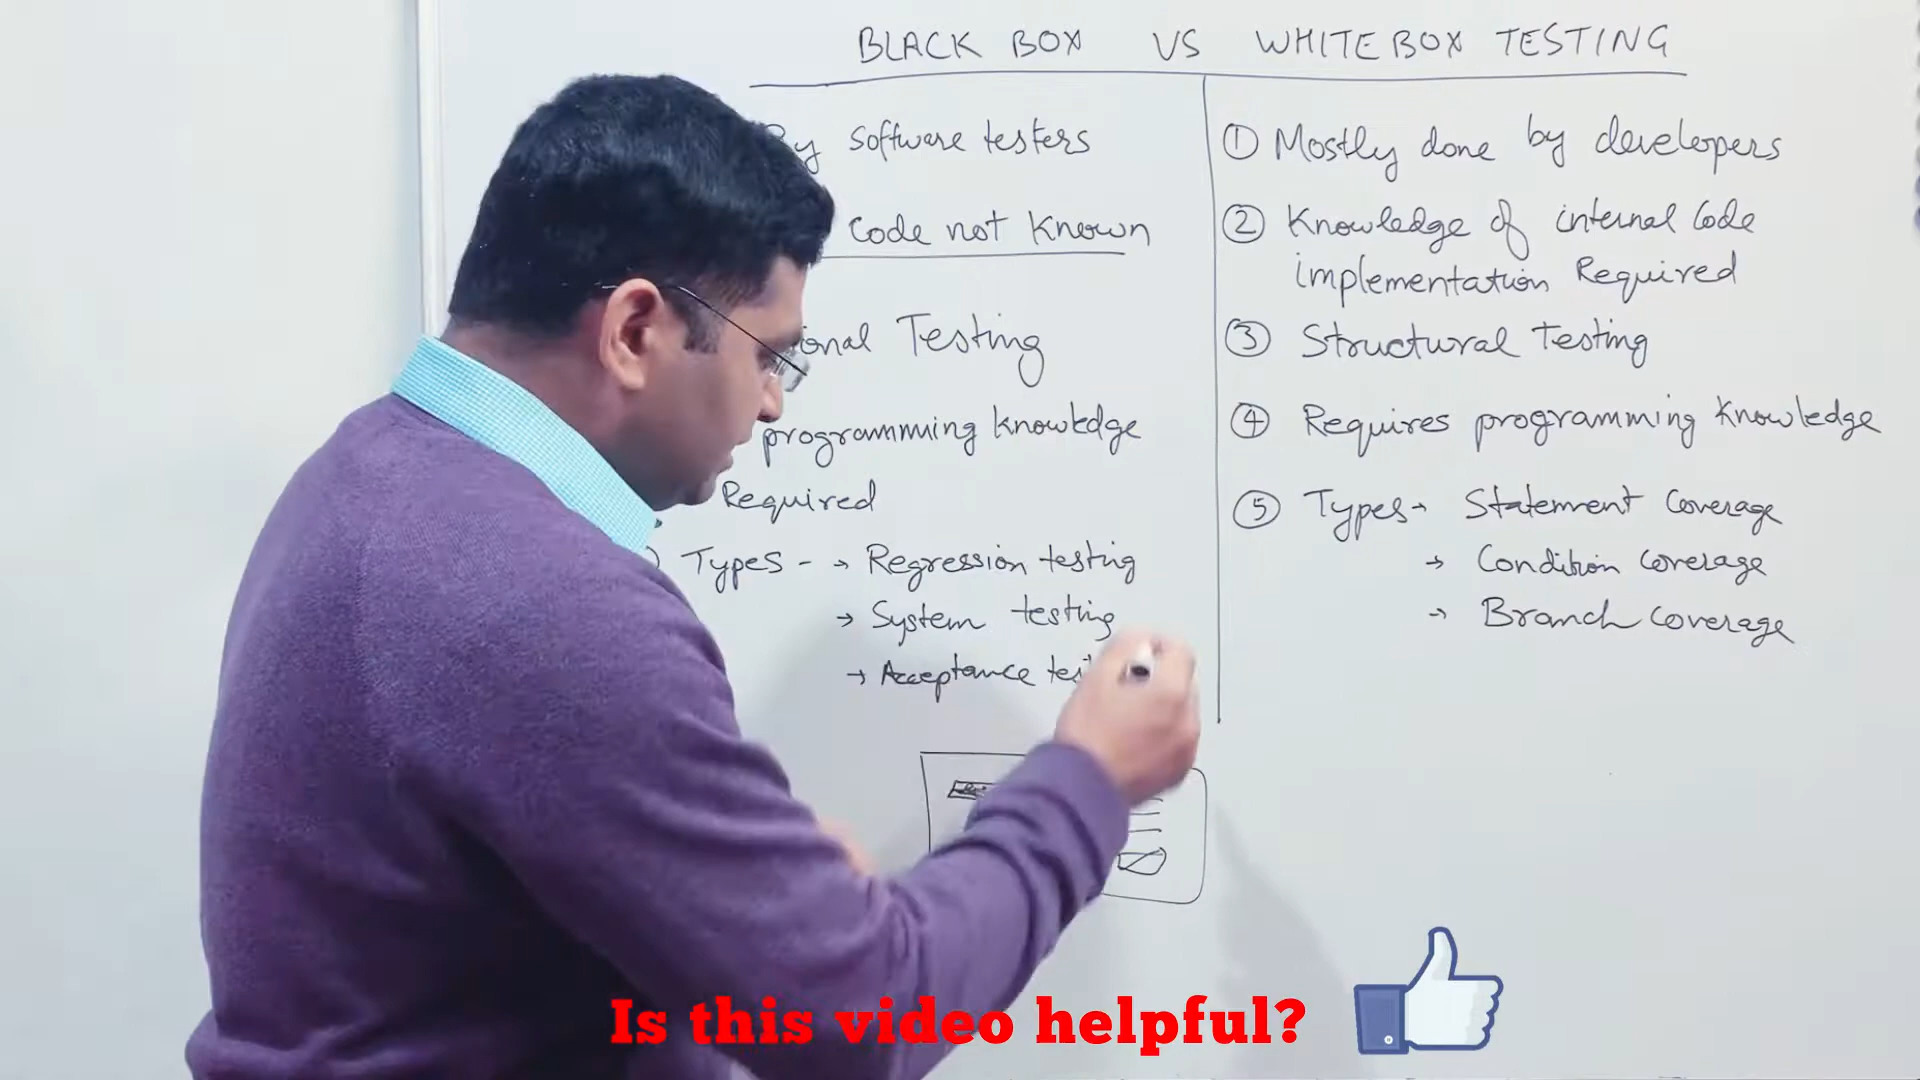 BLACK BOX VS WHITE BOX TESTING
By Software testers
Code not Known
Testing
programming Knowledge
Required
Types - → Regression testing
→ System testing
→ Acceptance
① Mostly done by developers
② Knowledge of internal Code
implementation Required
③ Structural Testing
④ Requires programming Knowledge
⑤ Types → Statement Coverage
→ Condition Coverage
→ Branch Coverage
Is this video helpful?